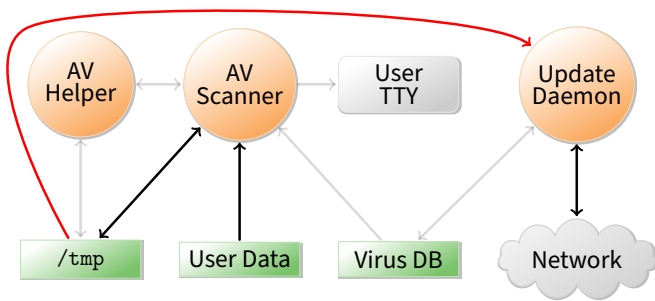 AV
Helper
AV
Scanner
User
TTY
Update
Daemon
/tmp
User Data
Virus DB
Network